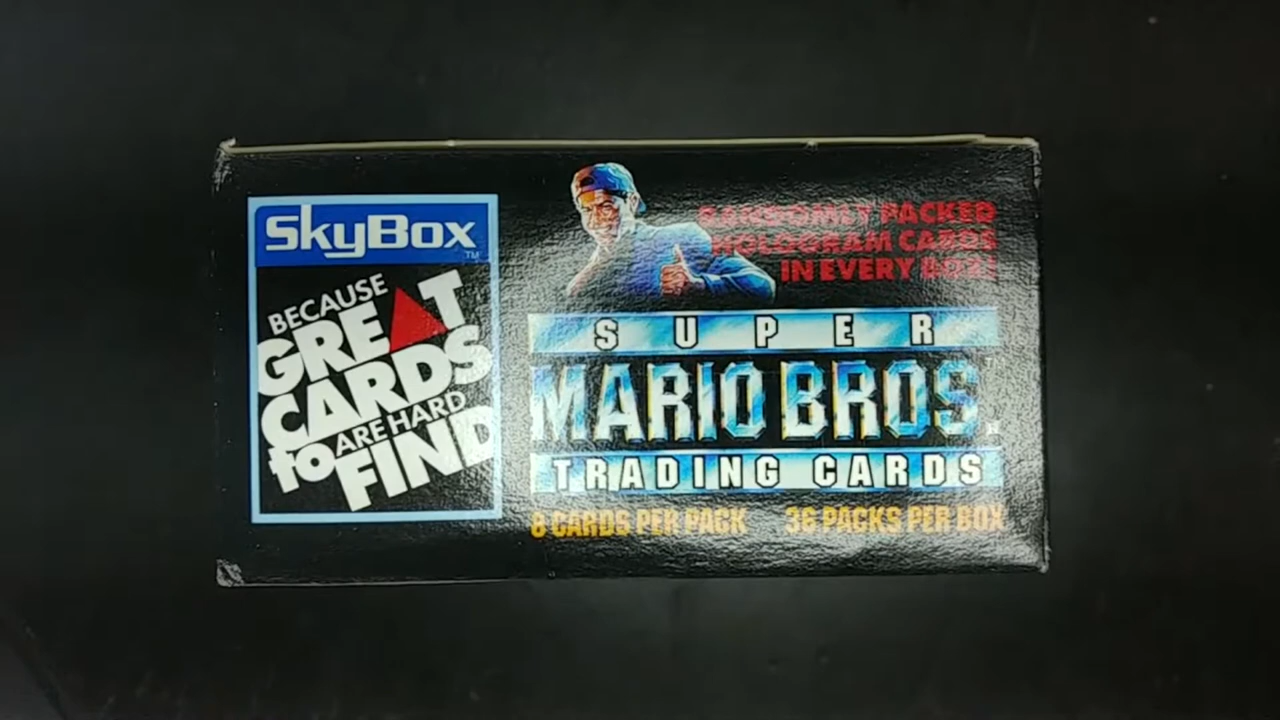 SkyBox
TM
BECAUSE
GREAT
CARDS
ARE HARD
to FIND
RANDOMLY PACKED
HOLOGRAM CARDS
IN EVERY BOX!
SUPER
MARIO BROS.
TRADING CARDS
8 CARDS PER PACK 36 PACKS PER BOX